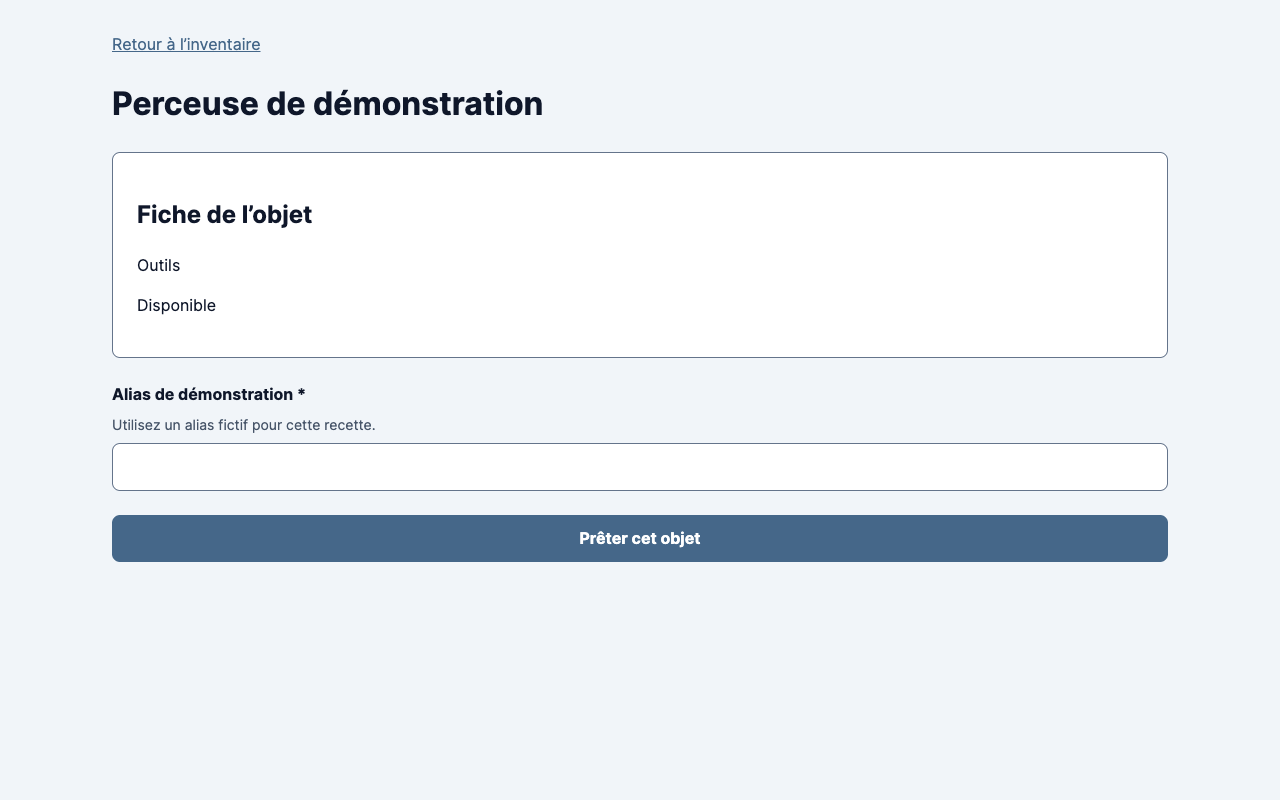 Retour à l’inventaire
Perceuse de démonstration
Fiche de l’objet
Outils
Disponible
Alias de démonstration *
Utilisez un alias fictif pour cette recette.
Prêter cet objet